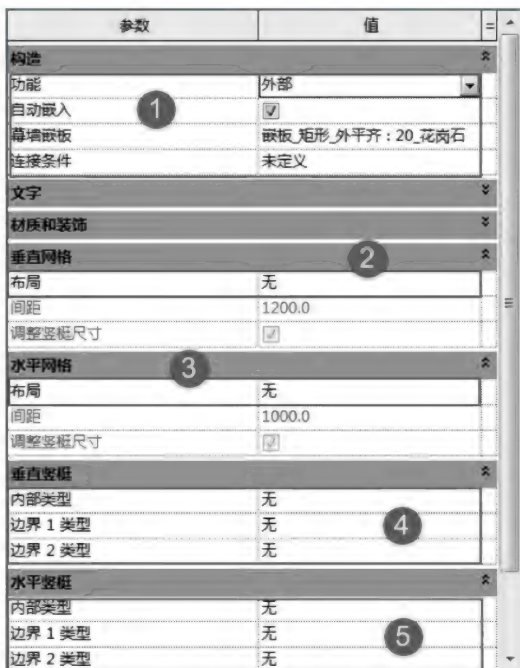 参数 值 =
构造
功能 外部
自动嵌入 1
幕墙嵌板 嵌板_矩形_外平齐：20_花岗石
连接条件 未定义
文字
材质和装饰
垂直网格 2
布局 无
间距 1200.0
调整竖梃尺寸
水平网格 3
布局 无
间距 1000.0
调整竖梃尺寸
垂直竖梃
内部类型 无
边界 1 类型 无 4
边界 2 类型 无
水平竖梃
内部类型 无
边界 1 类型 无 5
边界 2 类型 无